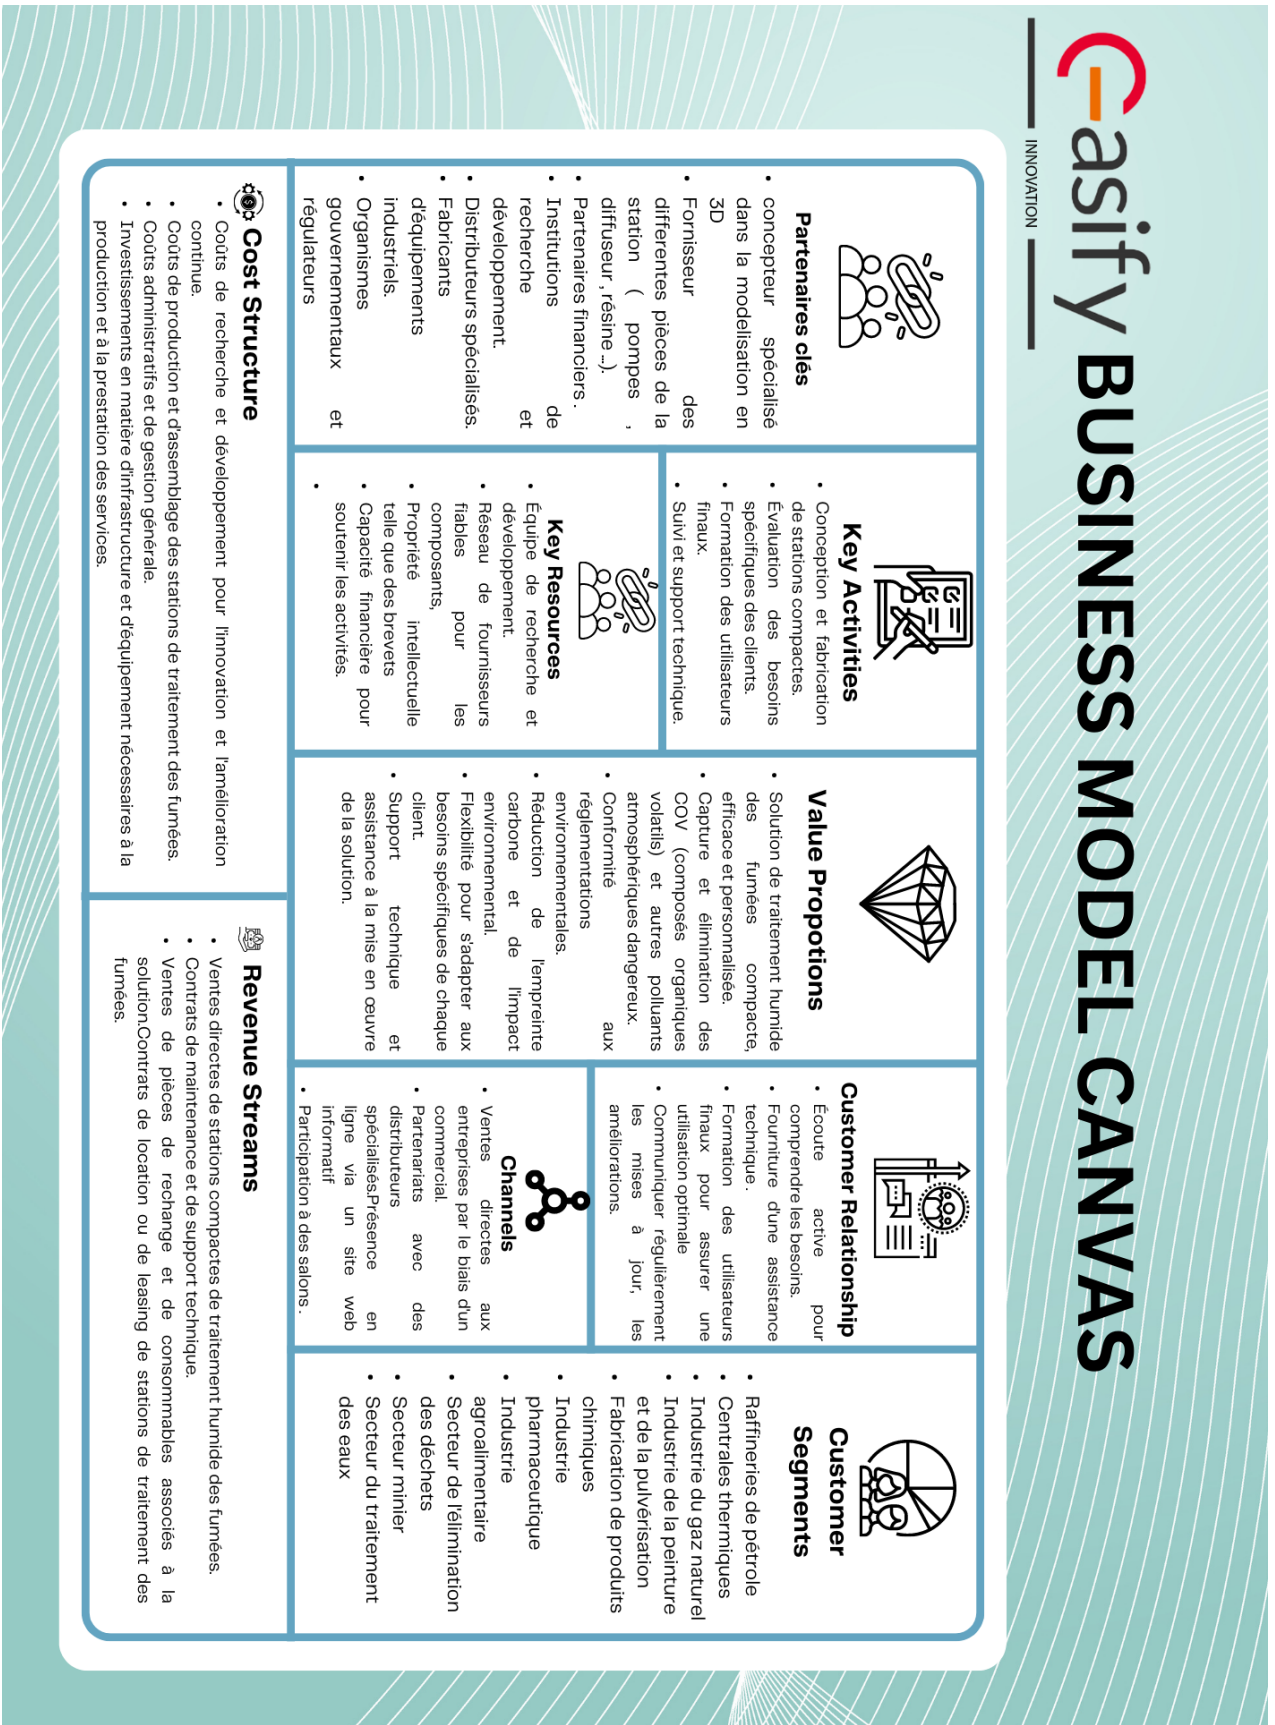 easify BUSINESS MODEL CANVAS
INNOVATION
Partenaires clés
• concepteur spécialisé
dans la modelisation en
3D
• Fornisseur des
differentes pièces de la
station ( pompes ,
diffuseur ,résine ...).
• Partenaires financiers .
• Institutions de
recherche et
développement.
• Distributeurs spécialisés.
• Fabricants
d'équipements
industriels.
• Organismes
gouvernementaux et
régulateurs
Key Activities
• Conception et fabrication
de stations compactes.
• Évaluation des besoins
spécifiques des clients.
• Formation des utilisateurs
finaux.
• Suivi et support technique.
Key Resources
• Équipe de recherche et
développement.
• Réseau de fournisseurs
fiables pour les
composants,
• Propriété intellectuelle
telle que des brevets
• Capacité financière pour
soutenir les activités.
•
Value Propotions
• Solution de traitement humide
des fumées compacte,
efficace et personnalisée.
• Capture et élimination des
COV (composés organiques
volatils) et autres polluants
atmosphériques dangereux.
• Conformité aux
réglementations
environnementales.
• Réduction de l'empreinte
carbone et de l'impact
environnemental.
• Flexibilité pour s'adapter aux
besoins spécifiques de chaque
client.
• Support technique et
assistance à la mise en œuvre
de la solution.
Customer Relationship
• Écoute active pour
comprendre les besoins.
• Fourniture d'une assistance
technique .
• Formation des utilisateurs
finaux pour assurer une
utilisation optimale
• Communiquer régulièrement
les mises à jour, les
améliorations.
Channels
• Ventes directes aux
entreprises par le biais d'un
commercial.
• Partenariats avec des
distributeurs
spécialisés.Présence en
ligne via un site web
informatif
• Participation à des salons .
Customer
Segments
• Raffineries de pétrole
• Centrales thermiques
• Industrie du gaz naturel
• Industrie de la peinture
et de la pulvérisation
• Fabrication de produits
chimiques
• Industrie
pharmaceutique
• Industrie
agroalimentaire
• Secteur de l'élimination
des déchets
• Secteur minier
• Secteur du traitement
des eaux
Cost Structure
• Coûts de recherche et développement pour l'innovation et l'amélioration
continue.
• Coûts de production et d'assemblage des stations de traitement des fumées.
• Coûts administratifs et de gestion générale.
• Investissements en matière d'infrastructure et d'équipement nécessaires à la
production et à la prestation des services.
Revenue Streams
• Ventes directes de stations compactes de traitement humide des fumées.
• Contrats de maintenance et de support technique.
• Ventes de pièces de rechange et de consommables associés à la
solution.Contrats de location ou de leasing de stations de traitement des
fumées.